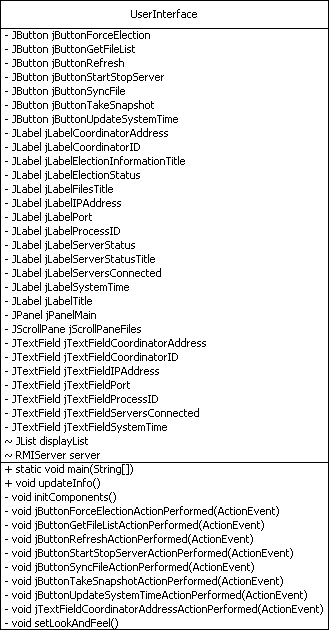 UserInterface
- JButton jButtonForceElection
- JButton jButtonGetFileList
- JButton jButtonRefresh
- JButton jButtonStartStopServer
- JButton jButtonSyncFile
- JButton jButtonTakeSnapshot
- JButton jButtonUpdateSystemTime
- JLabel jLabelCoordinatorAddress
- JLabel jLabelCoordinatorID
- JLabel jLabelElectionInformationTitle
- JLabel jLabelElectionStatus
- JLabel jLabelFilesTitle
- JLabel jLabelIPAddress
- JLabel jLabelPort
- JLabel jLabelProcessID
- JLabel jLabelServerStatus
- JLabel jLabelServerStatusTitle
- JLabel jLabelServersConnected
- JLabel jLabelSystemTime
- JLabel jLabelTitle
- JPanel jPanelMain
- JScrollPane jScrollPaneFiles
- JTextField jTextFieldCoordinatorAddress
- JTextField jTextFieldCoordinatorID
- JTextField jTextFieldIPAddress
- JTextField jTextFieldPort
- JTextField jTextFieldProcessID
- JTextField jTextFieldServersConnected
- JTextField jTextFieldSystemTime
~ JList displayList
~ RMIServer server
+ static void main(String[])
+ void updateInfo()
- void initComponents()
- void jButtonForceElectionActionPerformed(ActionEvent)
- void jButtonGetFileListActionPerformed(ActionEvent)
- void jButtonRefreshActionPerformed(ActionEvent)
- void jButtonStartStopServerActionPerformed(ActionEvent)
- void jButtonSyncFileActionPerformed(ActionEvent)
- void jButtonTakeSnapshotActionPerformed(ActionEvent)
- void jButtonUpdateSystemTimeActionPerformed(ActionEvent)
- void jTextFieldCoordinatorAddressActionPerformed(ActionEvent)
- void setLookAndFeel()